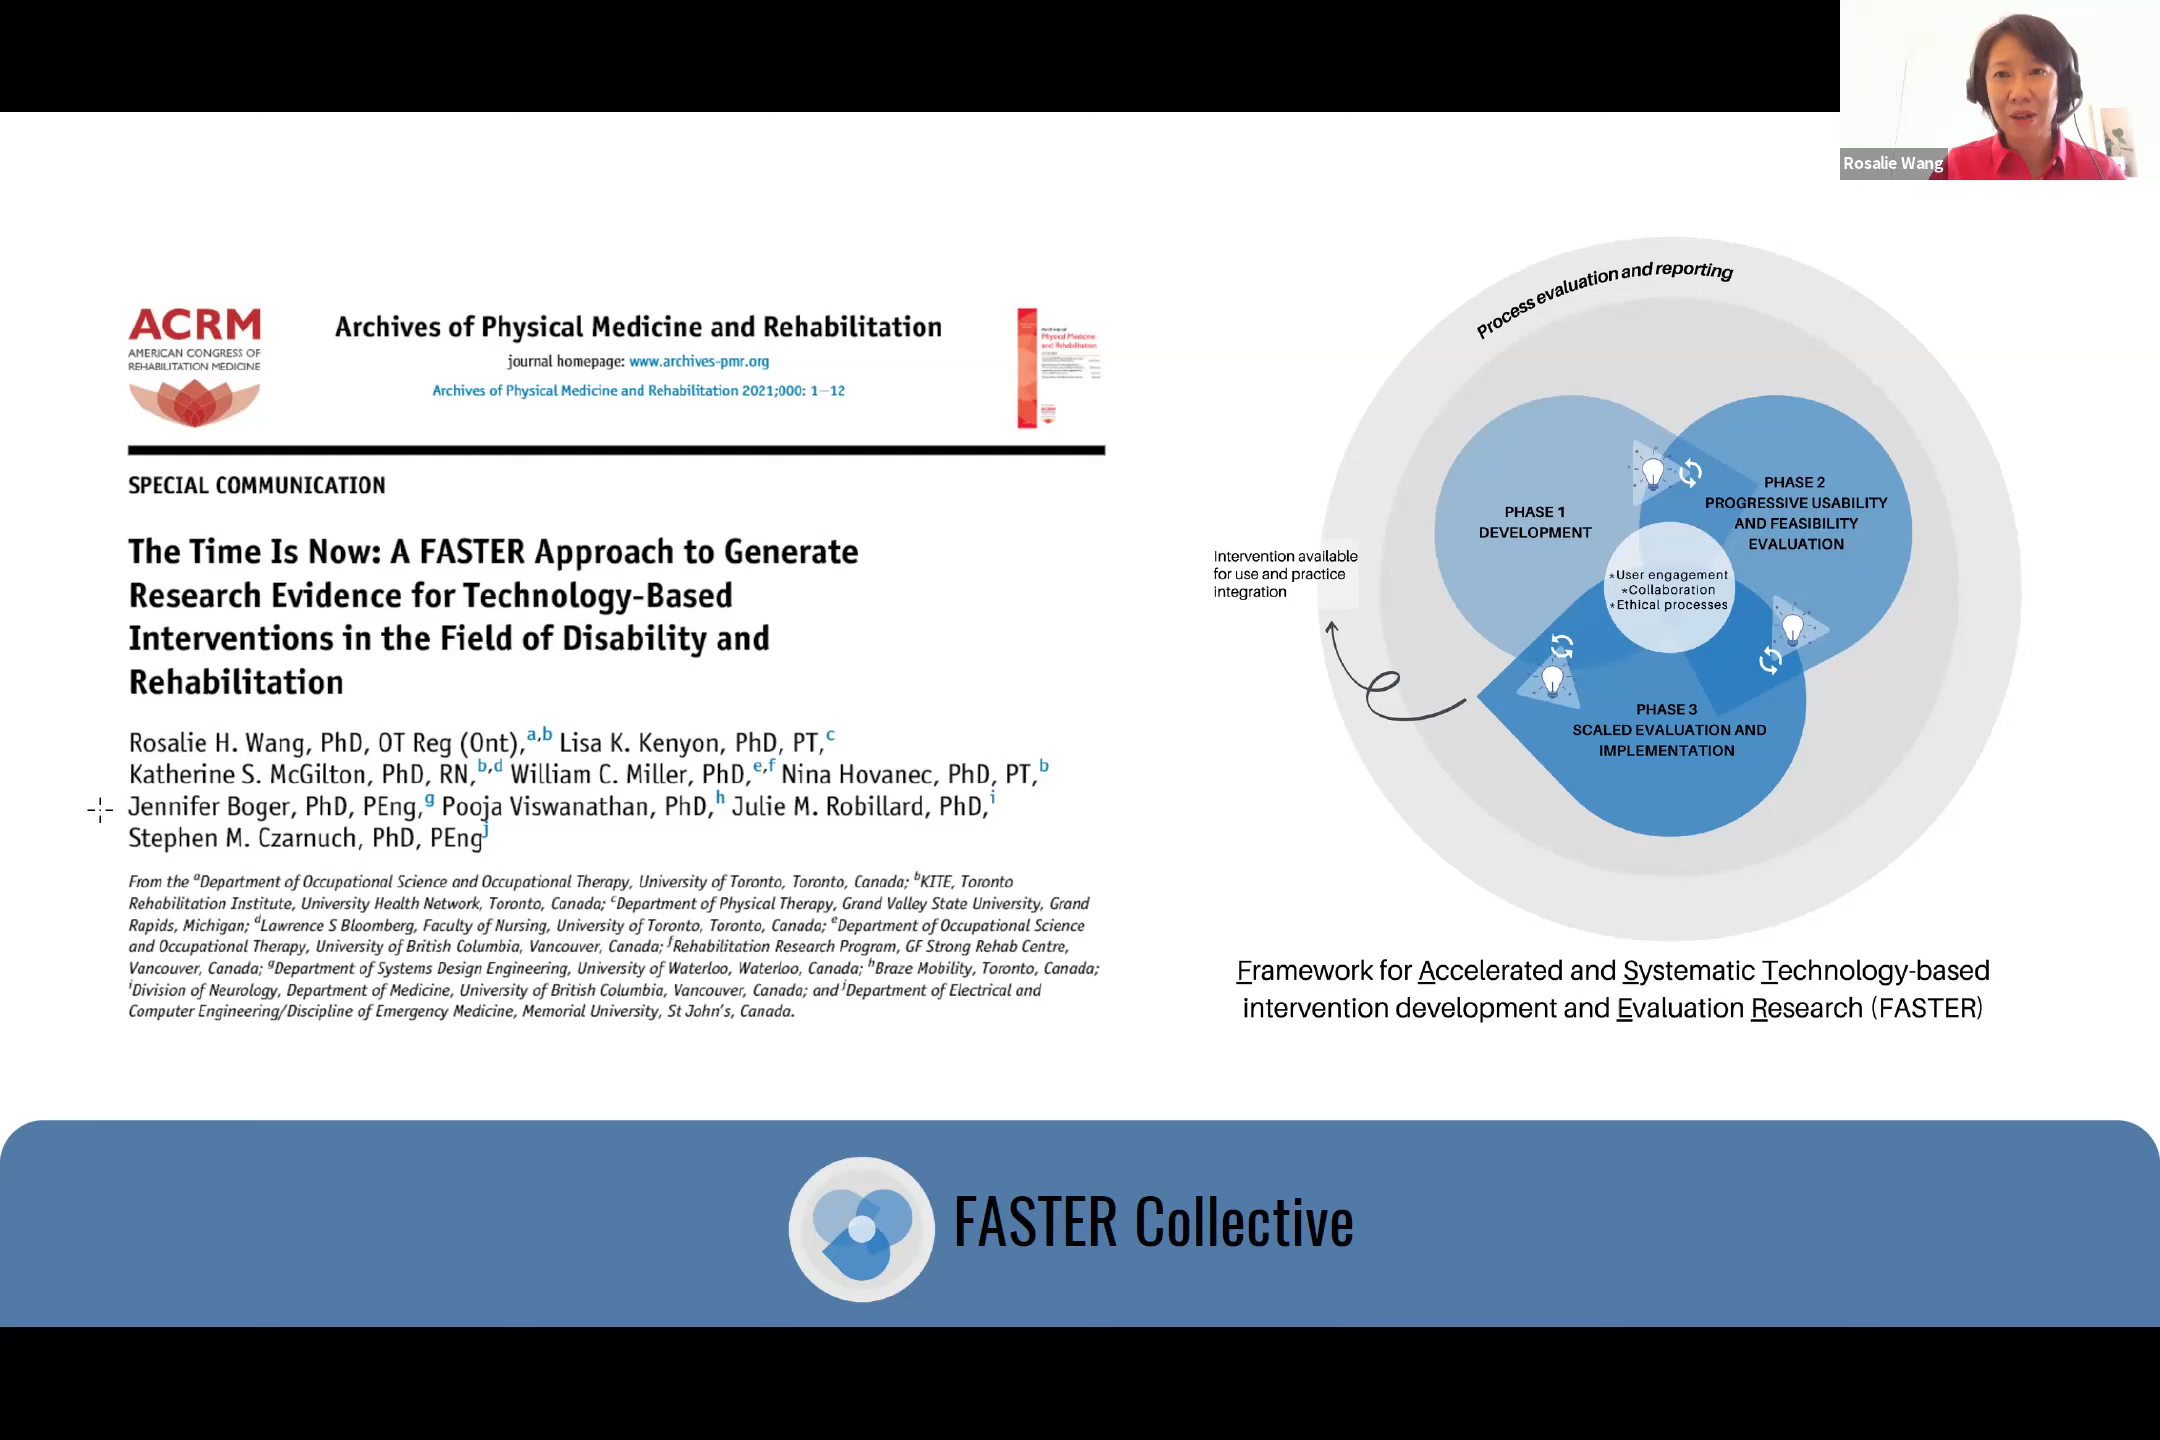 Rosalie Wang
ACRM
AMERICAN CONGRESS OF
REHABILITATION MEDICINE
Archives of Physical Medicine and Rehabilitation
journal homepage: www.archives-pmr.org
Archives of Physical Medicine and Rehabilitation 2021;000: 1–12
Physical Medicine
and Rehabilitation
SPECIAL COMMUNICATION
The Time Is Now: A FASTER Approach to Generate
Research Evidence for Technology-Based
Interventions in the Field of Disability and
Rehabilitation
Rosalie H. Wang, PhD, OT Reg (Ont),a,b Lisa K. Kenyon, PhD, PT,c
Katherine S. McGilton, PhD, RN,b,d William C. Miller, PhD,e,f Nina Hovanec, PhD, PT,b
Jennifer Boger, PhD, PEng,g Pooja Viswanathan, PhD,h Julie M. Robillard, PhD,i
Stephen M. Czarnuch, PhD, PEngj
From the aDepartment of Occupational Science and Occupational Therapy, University of Toronto, Toronto, Canada; bKITE, Toronto
Rehabilitation Institute, University Health Network, Toronto, Canada; cDepartment of Physical Therapy, Grand Valley State University, Grand
Rapids, Michigan; dLawrence S Bloomberg, Faculty of Nursing, University of Toronto, Toronto, Canada; eDepartment of Occupational Science
and Occupational Therapy, University of British Columbia, Vancouver, Canada; fRehabilitation Research Program, GF Strong Rehab Centre,
Vancouver, Canada; gDepartment of Systems Design Engineering, University of Waterloo, Waterloo, Canada; hBraze Mobility, Toronto, Canada;
iDivision of Neurology, Department of Medicine, University of British Columbia, Vancouver, Canada; and jDepartment of Electrical and
Computer Engineering/Discipline of Emergency Medicine, Memorial University, St John's, Canada.
Process evaluation and reporting
PHASE 1
DEVELOPMENT
PHASE 2
PROGRESSIVE USABILITY
AND FEASIBILITY
EVALUATION
*User engagement
*Collaboration
*Ethical processes
Intervention available
for use and practice
integration
PHASE 3
SCALED EVALUATION AND
IMPLEMENTATION
Framework for Accelerated and Systematic Technology-based
intervention development and Evaluation Research (FASTER)
FASTER Collective